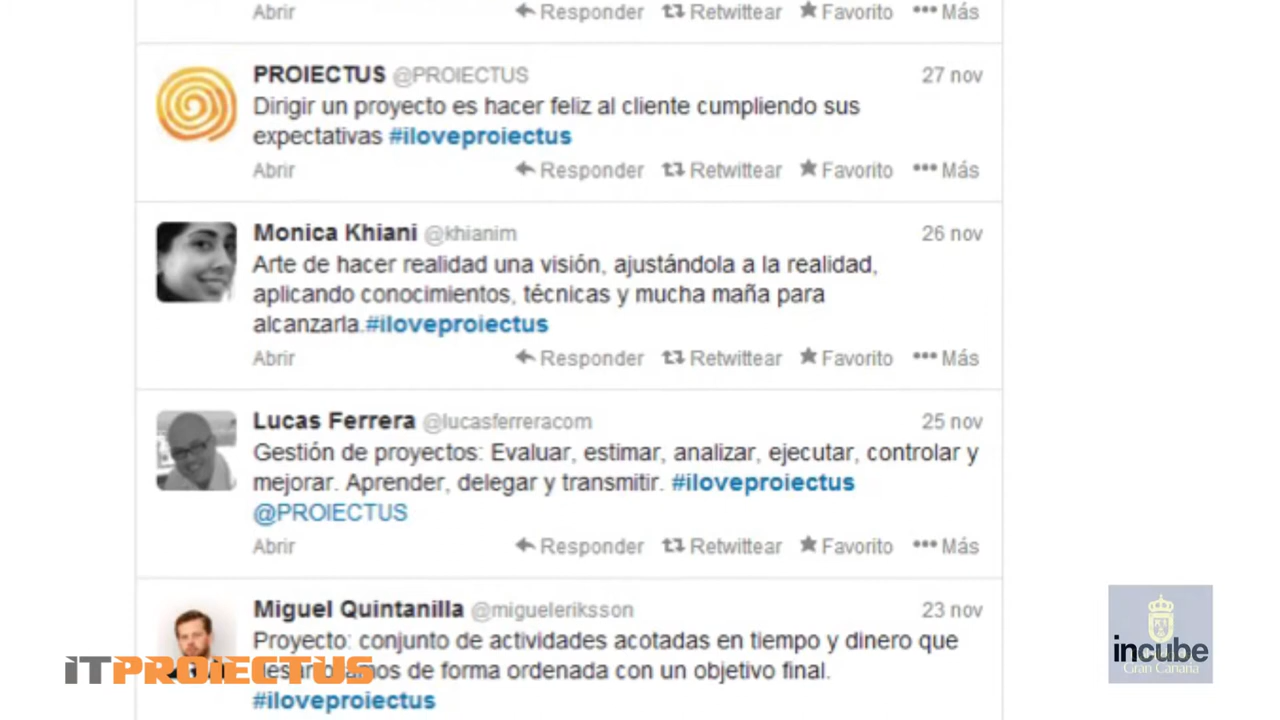 Abrir Responder Retwittear Favorito Más
PROIECTUS @PROIECTUS 27 nov
Dirigir un proyecto es hacer feliz al cliente cumpliendo sus
expectativas #iloveproiectus
Abrir Responder Retwittear Favorito Más
Monica Khiani @khianim 26 nov
Arte de hacer realidad una visión, ajustándola a la realidad,
aplicando conocimientos, técnicas y mucha maña para
alcanzarla.#iloveproiectus
Abrir Responder Retwittear Favorito Más
Lucas Ferrera @lucasferreracom 25 nov
Gestión de proyectos: Evaluar, estimar, analizar, ejecutar, controlar y
mejorar. Aprender, delegar y transmitir. #iloveproiectus
@PROIECTUS
Abrir Responder Retwittear Favorito Más
Miguel Quintanilla @migueleriksson 23 nov
Proyecto: conjunto de actividades acotadas en tiempo y dinero que
desarrollamos de forma ordenada con un objetivo final.
#iloveproiectus
iTPROIECTUS
incube
Gran Canaria